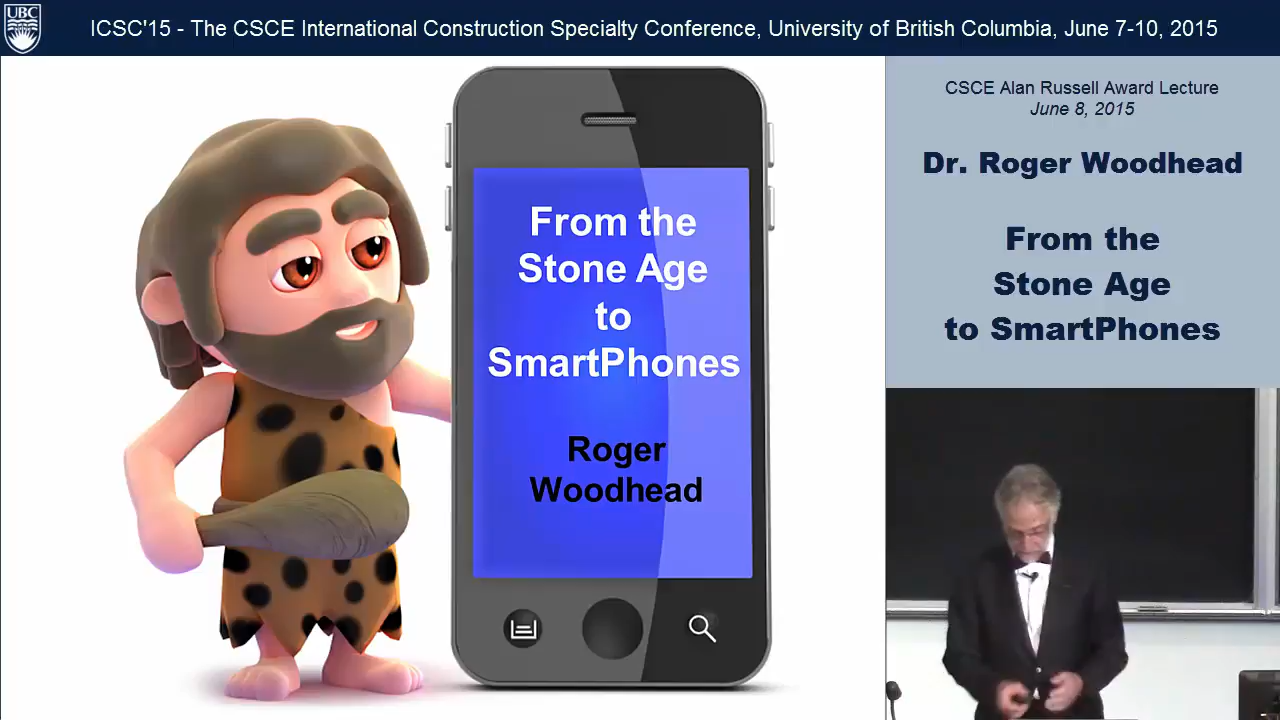 UBC
ICSC'15 - The CSCE International Construction Specialty Conference, University of British Columbia, June 7-10, 2015
From the
Stone Age
to
SmartPhones
Roger
Woodhead
CSCE Alan Russell Award Lecture
June 8, 2015
Dr. Roger Woodhead
From the
Stone Age
to SmartPhones